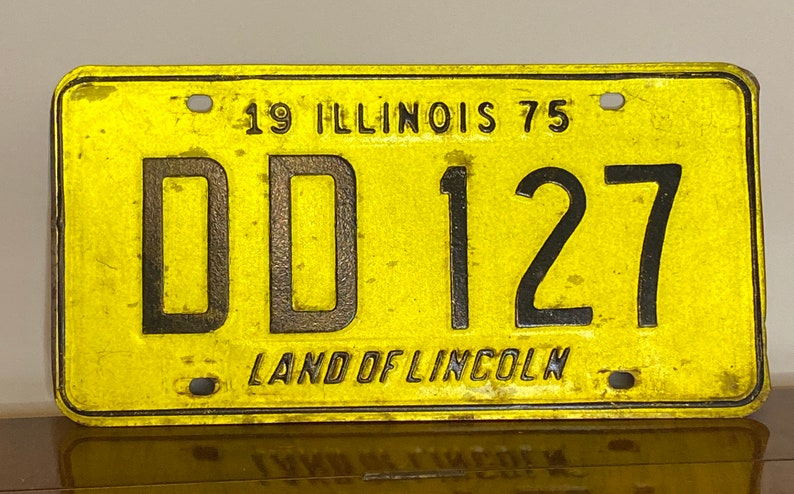 19 ILLINOIS 75
DD 127
LAND OF LINCOLN